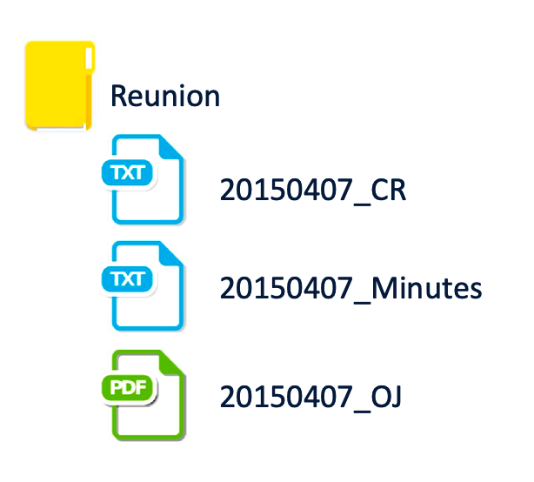 Reunion
TXT
20150407_CR
TXT
20150407_Minutes
PDF
20150407_OJ